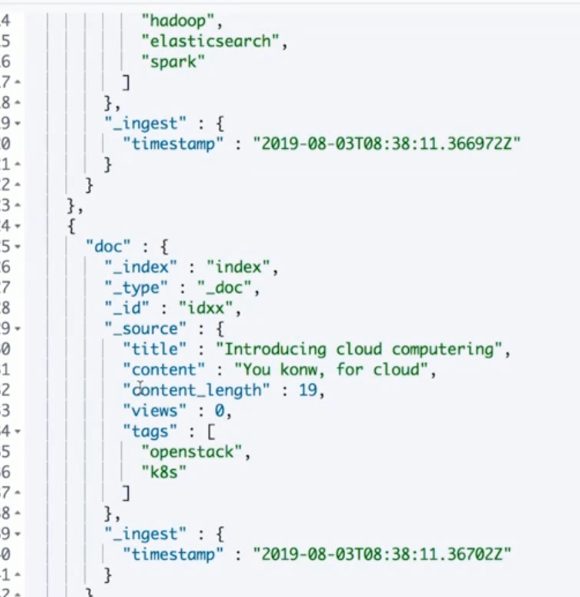 4 "hadoop",
5 "elasticsearch",
6 "spark"
7 ]
8 },
9 "_ingest" : {
0 "timestamp" : "2019-08-03T08:38:11.366972Z"
1 }
2 }
3 },
4 {
5 "doc" : {
6 "_index" : "index",
7 "_type" : "_doc",
8 "_id" : "idxx",
9 "_source" : {
0 "title" : "Introducing cloud computering",
1 "content" : "You konw, for cloud",
2 "content_length" : 19,
3 "views" : 0,
4 "tags" : [
5 "openstack",
6 "k8s"
7 ]
8 },
9 "_ingest" : {
0 "timestamp" : "2019-08-03T08:38:11.36702Z"
1 }
2 }